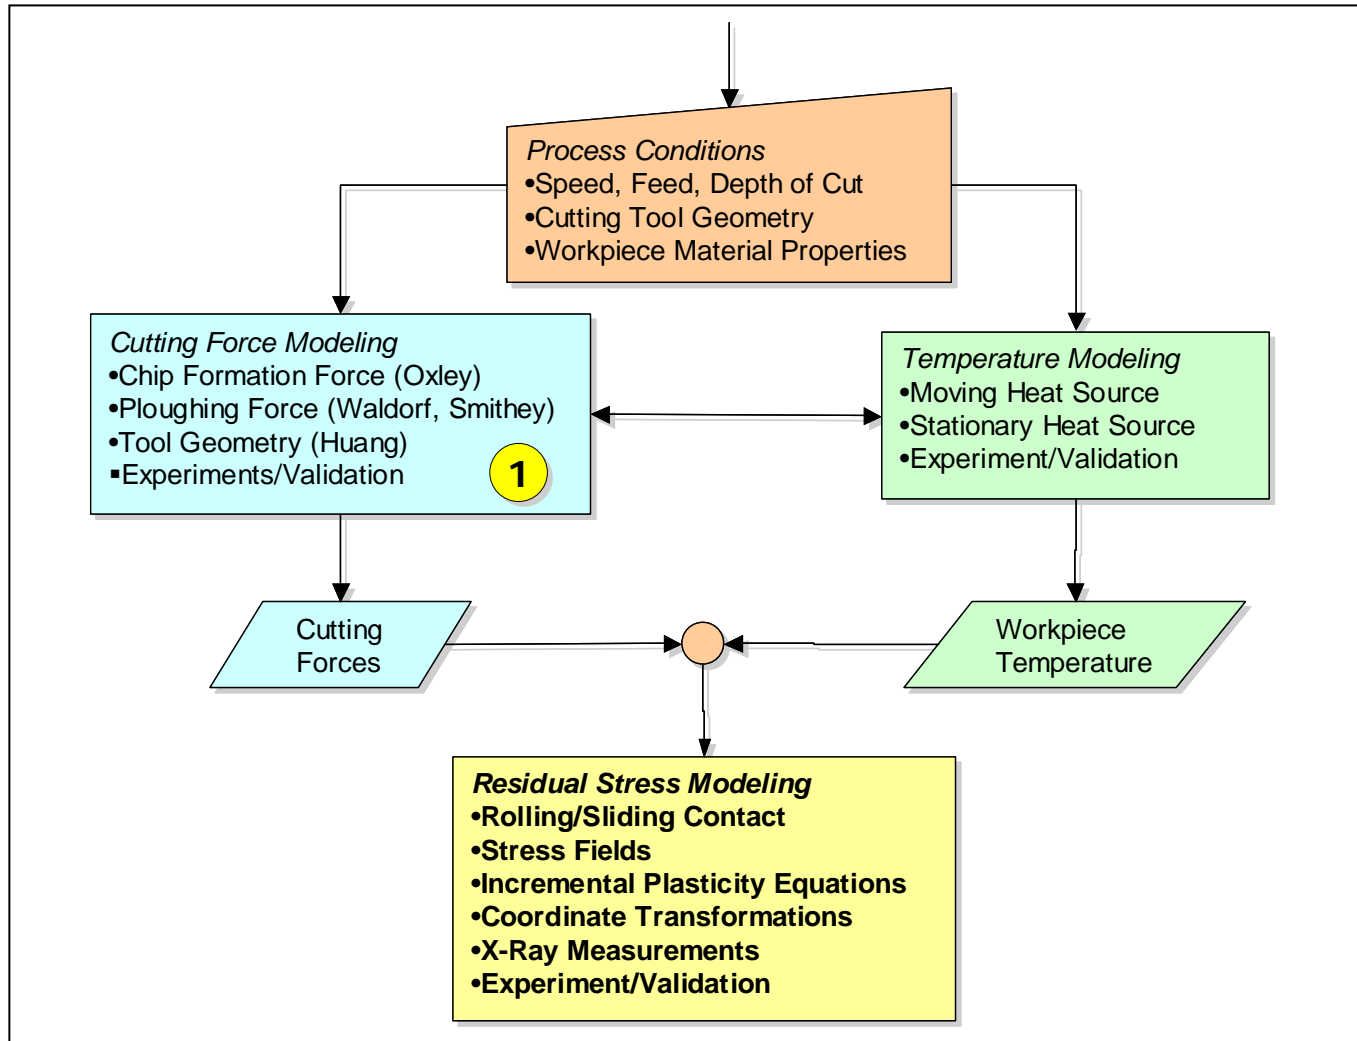 Process Conditions
•Speed, Feed, Depth of Cut
•Cutting Tool Geometry
•Workpiece Material Properties
Cutting Force Modeling
•Chip Formation Force (Oxley)
•Ploughing Force (Waldorf, Smithey)
•Tool Geometry (Huang)
▪Experiments/Validation
1
Temperature Modeling
•Moving Heat Source
•Stationary Heat Source
•Experiment/Validation
Cutting
Forces
Workpiece
Temperature
Residual Stress Modeling
•Rolling/Sliding Contact
•Stress Fields
•Incremental Plasticity Equations
•Coordinate Transformations
•X-Ray Measurements
•Experiment/Validation